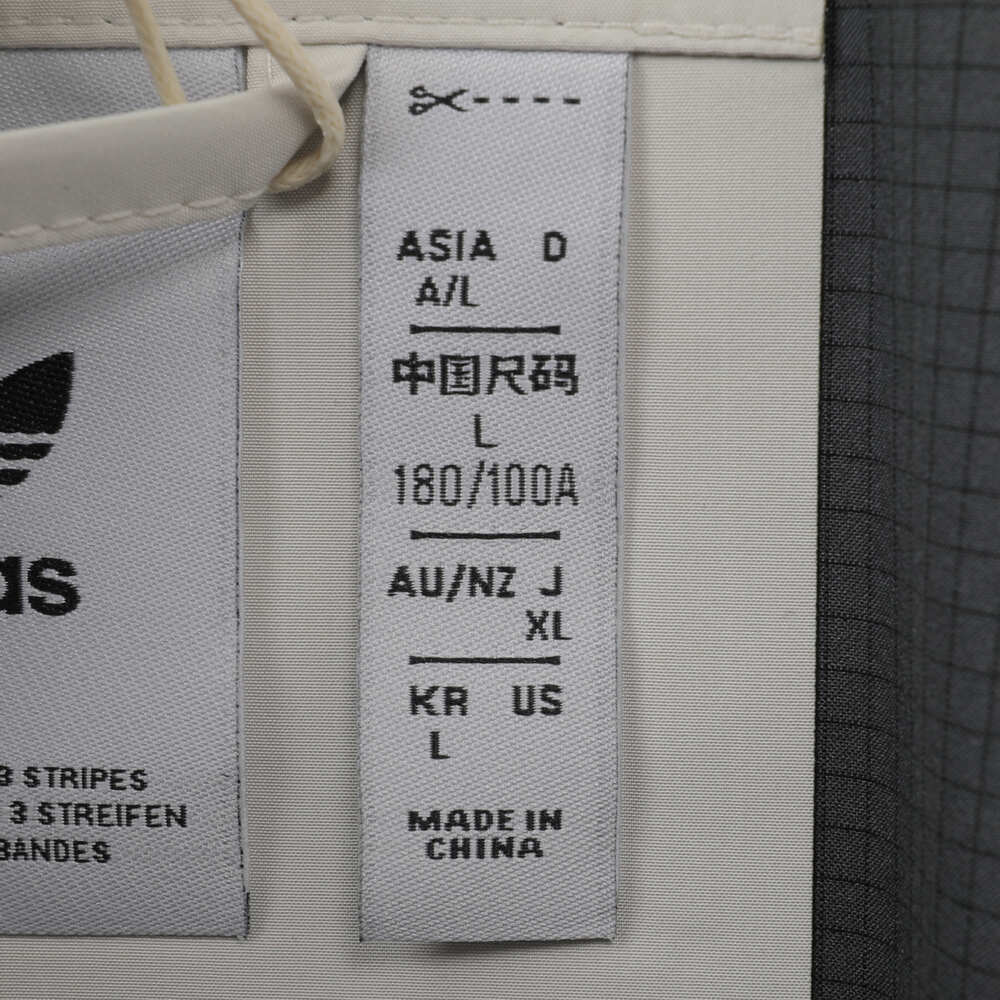 as
3 STRIPES
3 STREIFEN
BANDES
ASIA D
A/L
中国尺码
L
180/100A
AU/NZ J
XL
KR US
L
MADE IN
CHINA